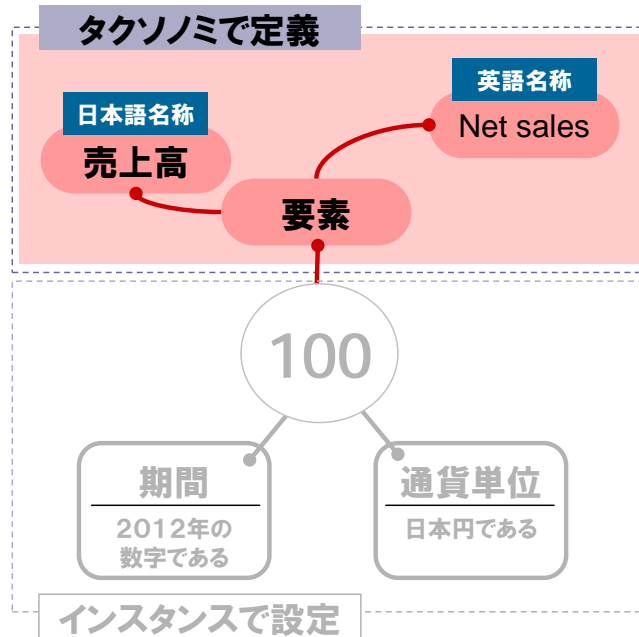 タクソノミで定義
英語名称
Net sales
日本語名称
売上高
要素
100
期間
2012年の
数字である
通貨単位
日本円である
インスタンスで設定